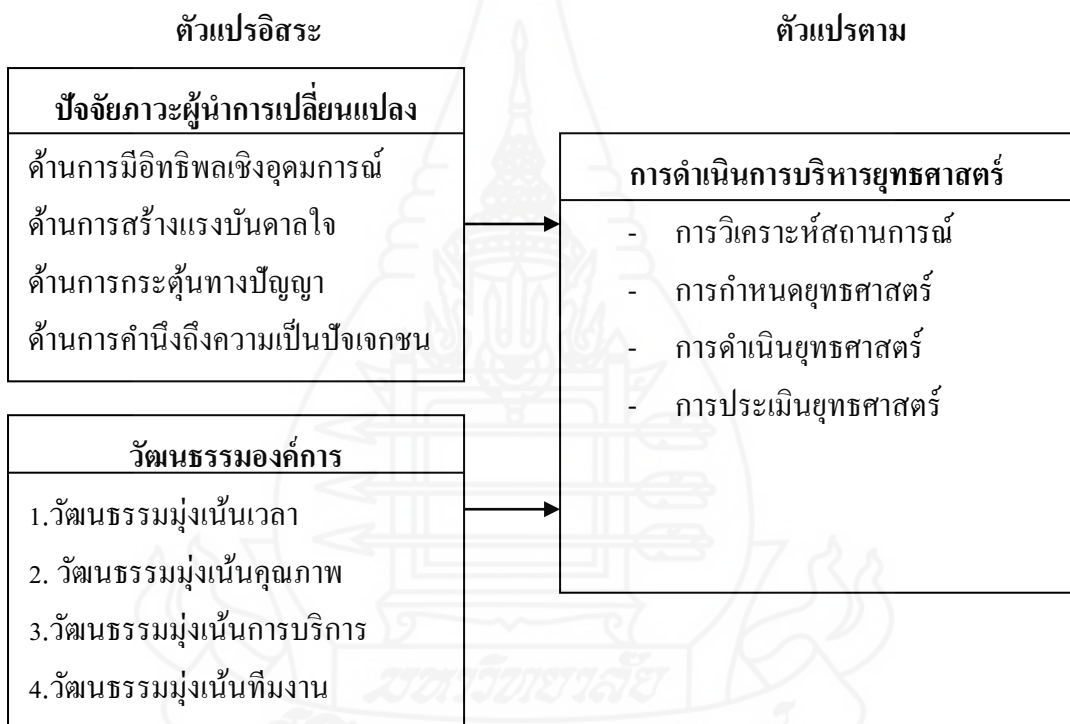 ตัวแปรอิสระ
ตัวแปรตาม
ปัจจัยภาวะผู้นำการเปลี่ยนแปลง
ด้านการมีอิทธิพลเชิงอุดมการณ์
ด้านการสร้างแรงบันดาลใจ
ด้านการกระตุ้นทางปัญญา
ด้านการคำนึงถึงความเป็นปัจเจกชน
วัฒนธรรมองค์การ
1.วัฒนธรรมมุ่งเน้นเวลา
2. วัฒนธรรมมุ่งเน้นคุณภาพ
3.วัฒนธรรมมุ่งเน้นการบริการ
4.วัฒนธรรมมุ่งเน้นทีมงาน
การดำเนินการบริหารยุทธศาสตร์
- การวิเคราะห์สถานการณ์
- การกำหนดยุทธศาสตร์
- การดำเนินยุทธศาสตร์
- การประเมินยุทธศาสตร์
มหาวิทยาลัย